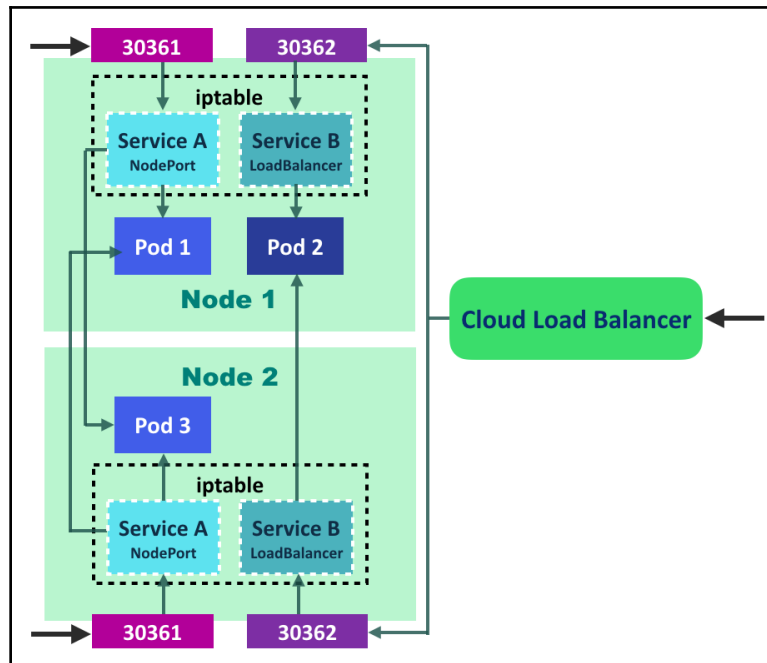 30361
30362
iptable
Service A
NodePort
Service B
LoadBalancer
Pod 1
Pod 2
Node 1
Cloud Load Balancer
Node 2
Pod 3
iptable
Service A
NodePort
Service B
LoadBalancer
30361
30362